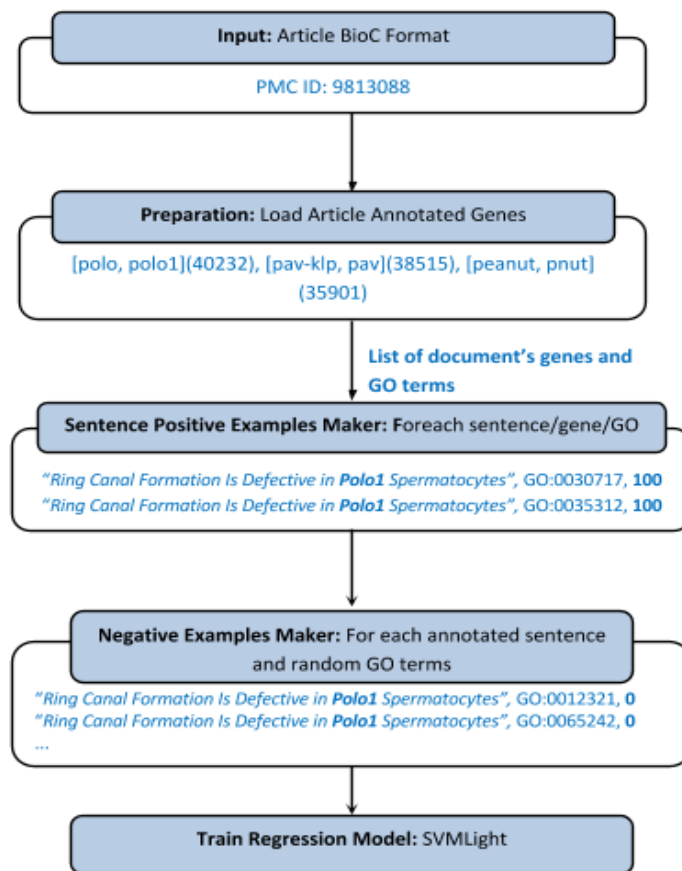 Input: Article BioC Format
PMC ID: 9813088
Preparation: Load Article Annotated Genes
[polo, polo1](40232), [pav-klp, pav](38515), [peanut, pnut]
(35901)
List of document's genes and
GO terms
Sentence Positive Examples Maker: Foreach sentence/gene/GO
"Ring Canal Formation Is Defective in Polo1 Spermatocytes", GO:0030717, 100
"Ring Canal Formation Is Defective in Polo1 Spermatocytes", GO:0035312, 100
Negative Examples Maker: For each annotated sentence
and random GO terms
"Ring Canal Formation Is Defective in Polo1 Spermatocytes", GO:0012321, 0
"Ring Canal Formation Is Defective in Polo1 Spermatocytes", GO:0065242, 0
...
Train Regression Model: SVMLight